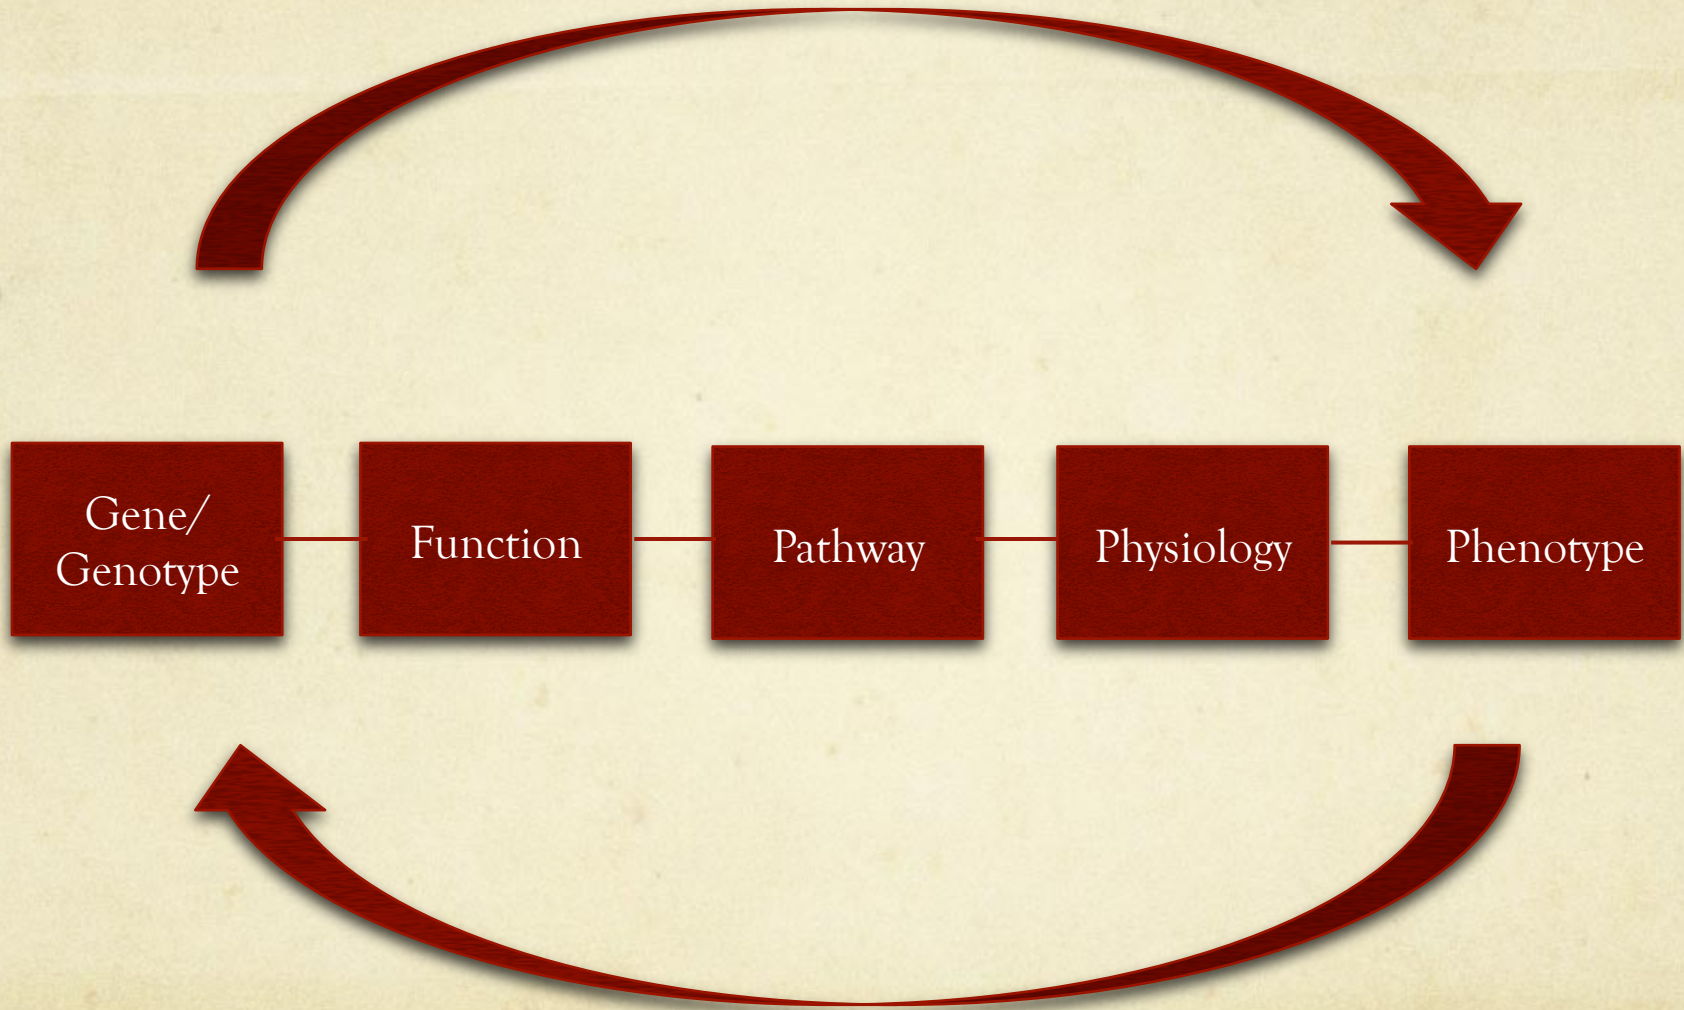 Gene/
Genotype
Function
Pathway
Physiology
Phenotype